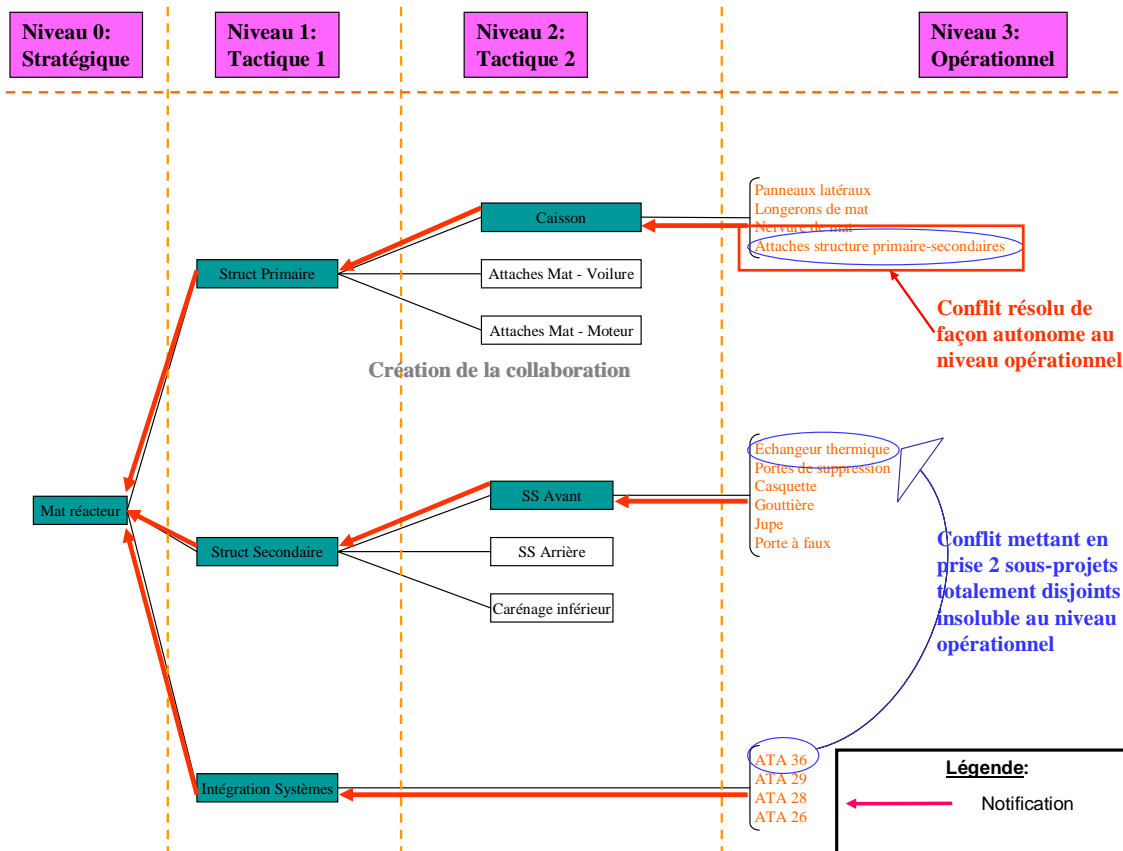 Niveau 0:
Stratégique
Niveau 1:
Tactique 1
Niveau 2:
Tactique 2
Niveau 3:
Opérationnel
Panneaux latéraux
Longerons de mat
Nervure de mat
Attaches structure primaire-secondaires
Caisson
Struct Primaire
Attaches Mat - Voilure
Attaches Mat - Moteur
Conflit résolu de
façon autonome au
niveau opérationnel
Création de la collaboration
Echangeur thermique
Portes de suppression
Casquette
Gouttière
Jupe
Porte à faux
SS Avant
Mat réacteur
Struct Secondaire
SS Arrière
Carénage inférieur
Conflit mettant en
prise 2 sous-projets
totalement disjoints
insoluble au niveau
opérationnel
Intégration Systèmes
ATA 36
ATA 29
ATA 28
ATA 26
Légende:
Notification